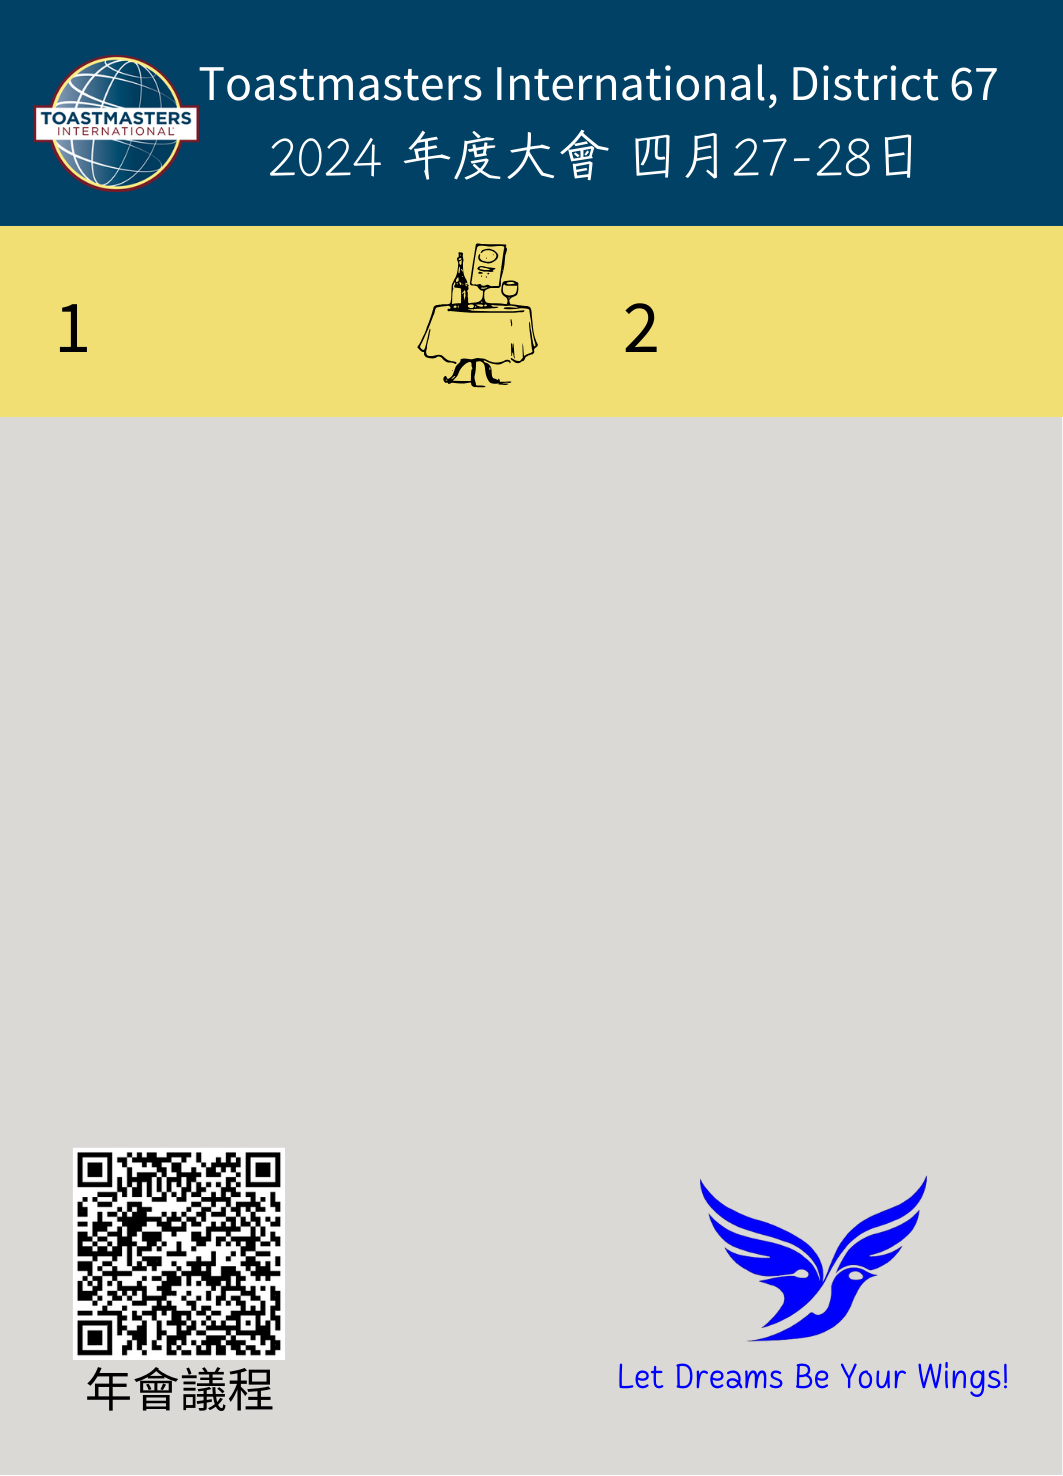 Toastmasters International, District 67
TOASTMASTERS
INTERNATIONAL
2024 年度大會 四月27-28日
1 2
年會議程
Let Dreams Be Your Wings!